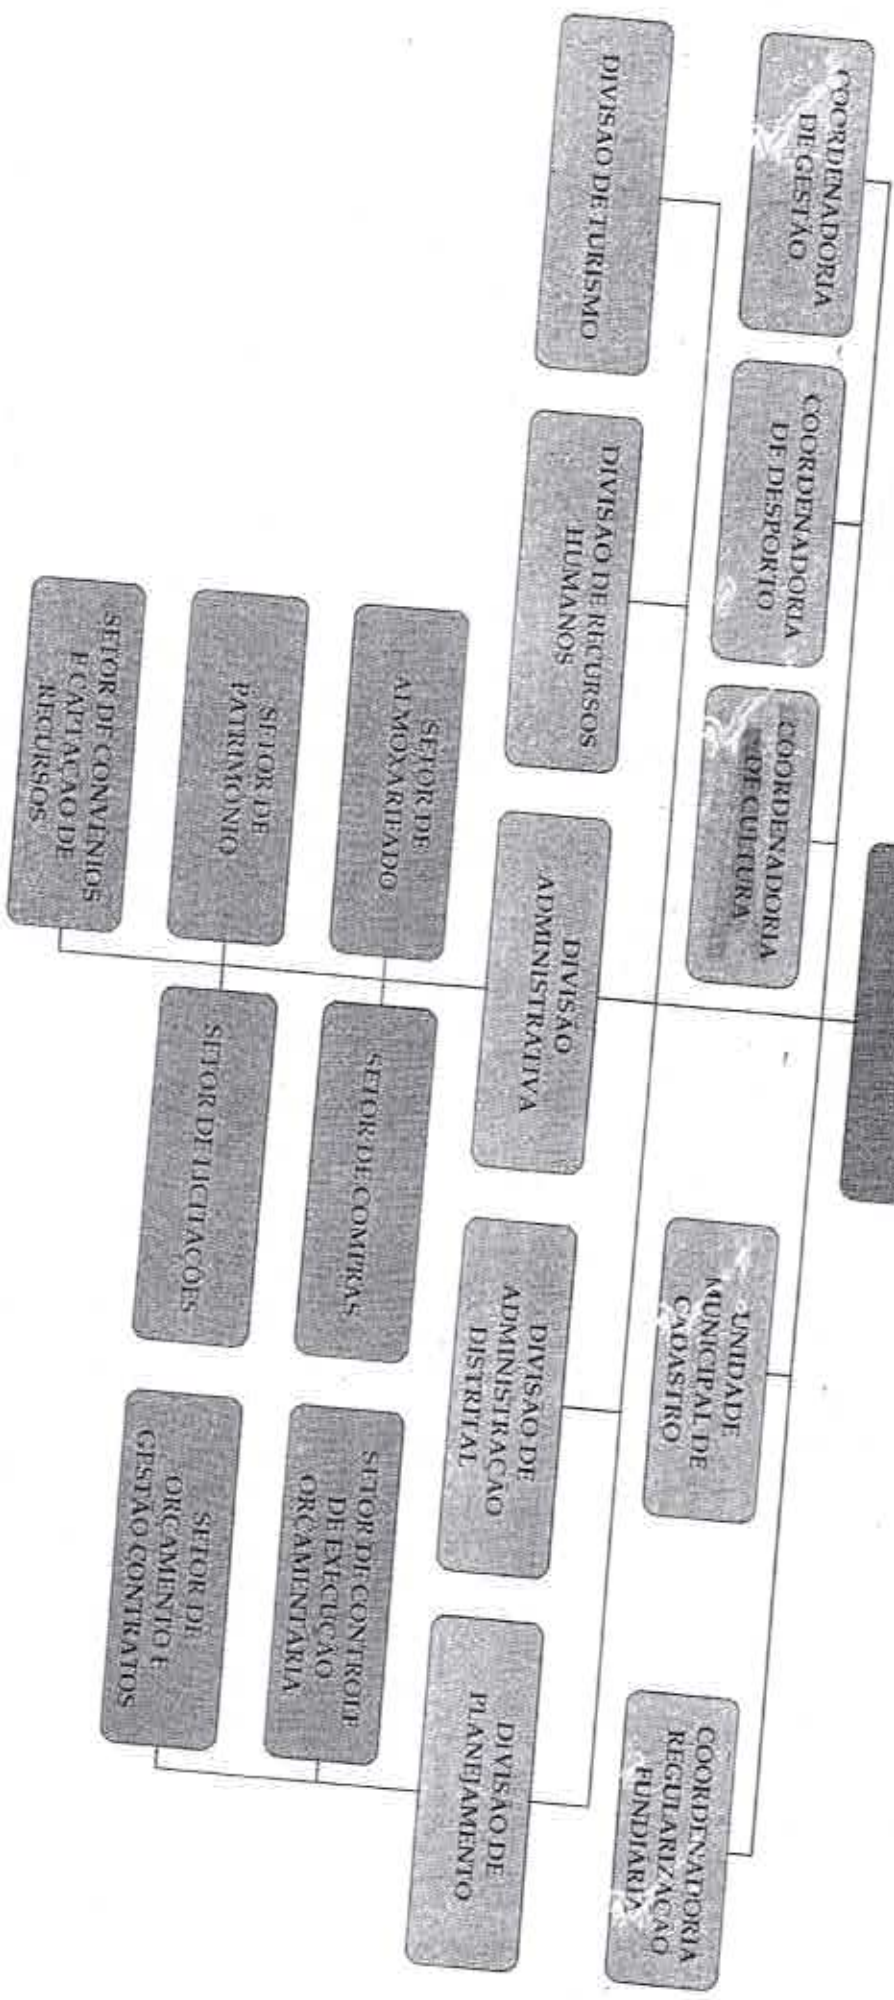 COORDENADORIA
DE GESTÃO
COORDENADORIA
DE DESPORTO
COORDENADORIA
DE CULTURA
UNIDADE
MUNICIPAL DE
CADASTRO
COORDENADORIA
REGULARIZAÇÃO
FUNDIÁRIA
DIVISÃO DE TURISMO
DIVISÃO DE RECURSOS
HUMANOS
DIVISÃO
ADMINISTRATIVA
DIVISÃO DE
ADMINISTRAÇÃO
DISTRITAL
DIVISÃO DE
PLANEJAMENTO
SETOR DE
ALMOXARIFADO
SETOR DE COMPRAS
SETOR DE CONTROLE
DE EXECUÇÃO
ORÇAMENTÁRIA
SETOR DE
PATRIMÔNIO
SETOR DE LICITAÇÕES
SETOR DE
ORÇAMENTO E
GESTÃO CONTRATOS
SETOR DE CONVÊNIOS
E CAPTAÇÃO DE
RECURSOS